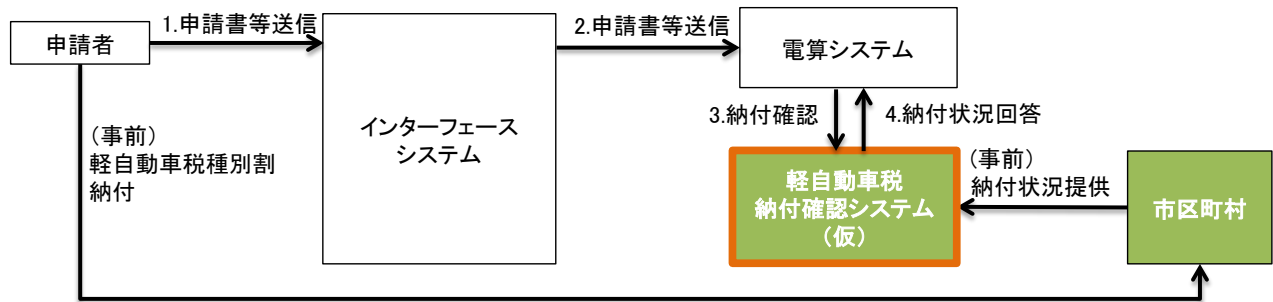 申請者
1.申請書等送信
2.申請書等送信
電算システム
インターフェース
システム
3.納付確認
4.納付状況回答
（事前）
軽自動車税種別割
納付
軽自動車税
納付確認システム
（仮）
（事前）
納付状況提供
市区町村